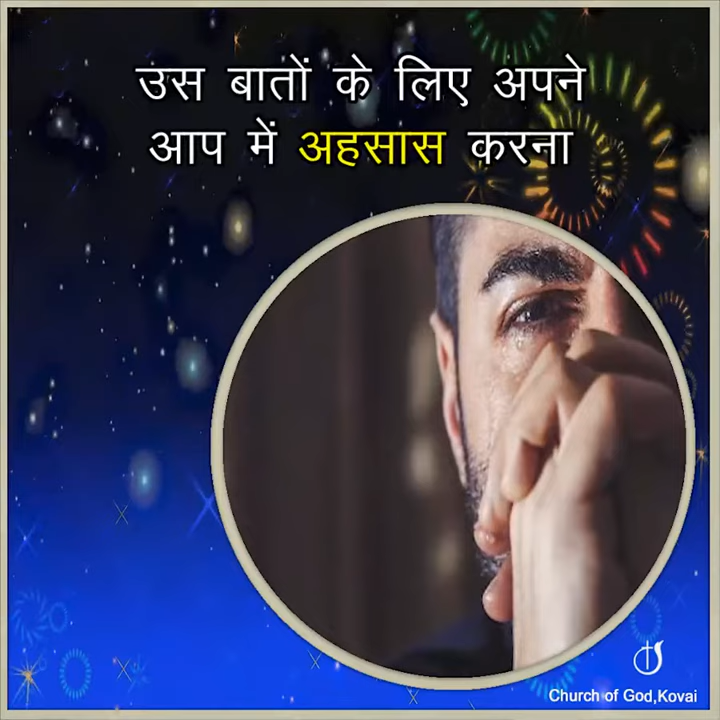 उस बातों के लिए अपने
आप में अहसास करना
Church of God,Kovai